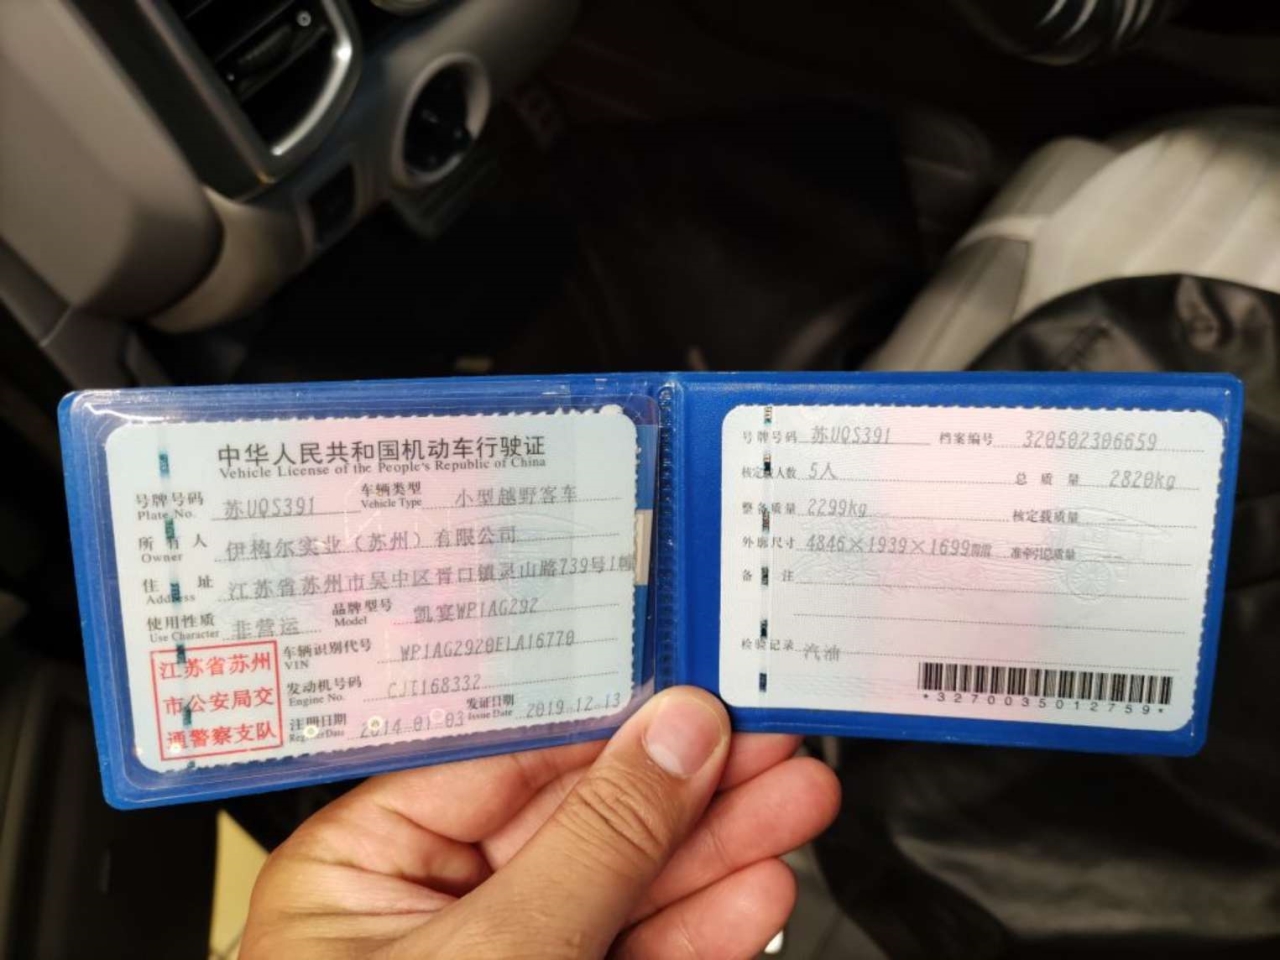 中华人民共和国机动车行驶证
Vehicle License of the People's Republic of China
号牌号码 苏UQS391 车辆类型 小型越野客车
Plate No. Vehicle Type
所有人 伊构尔实业（苏州）有限公司
Owner
住址 江苏省苏州市吴中区胥口镇灵山路739号1幢
Address
使用性质 非营运 品牌型号 凯宴WP1AG292
Use Character Model
江苏省苏州
市公安局交
通警察支队
车辆识别代号 WP1AG2920ELA16770
VIN
发动机号码 CJT168332
Engine No.
注册日期 2014-01-03 发证日期 2019-12-13
Register Date Issue Date
号牌号码 苏UQS391 档案编号 320502306659
核定载人数 5人 总质量 2820kg
整备质量 2299kg 核定载质量 --
外廓尺寸 4846×1939×1699mm 准牵引总质量 --
备注
检验记录 汽油
*3270035012759*